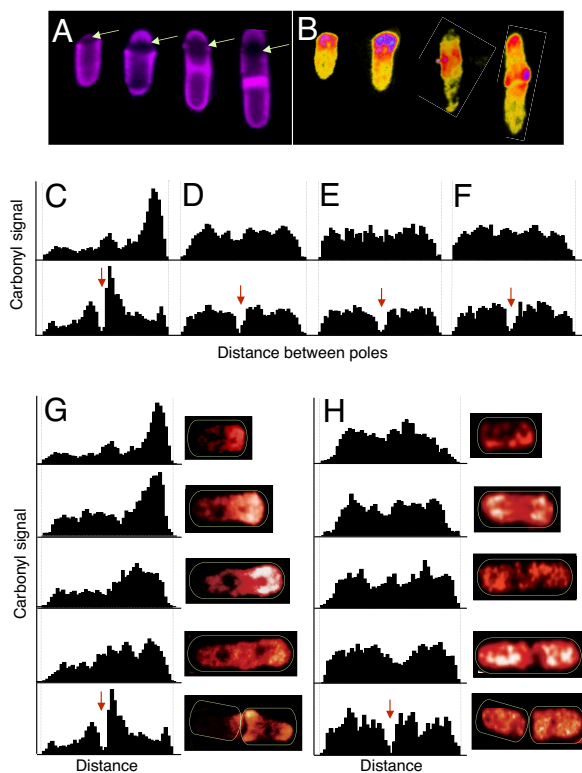 A
B
C
D
E
F
Carbonyl signal
Distance between poles
G
H
Carbonyl signal
Distance
Distance